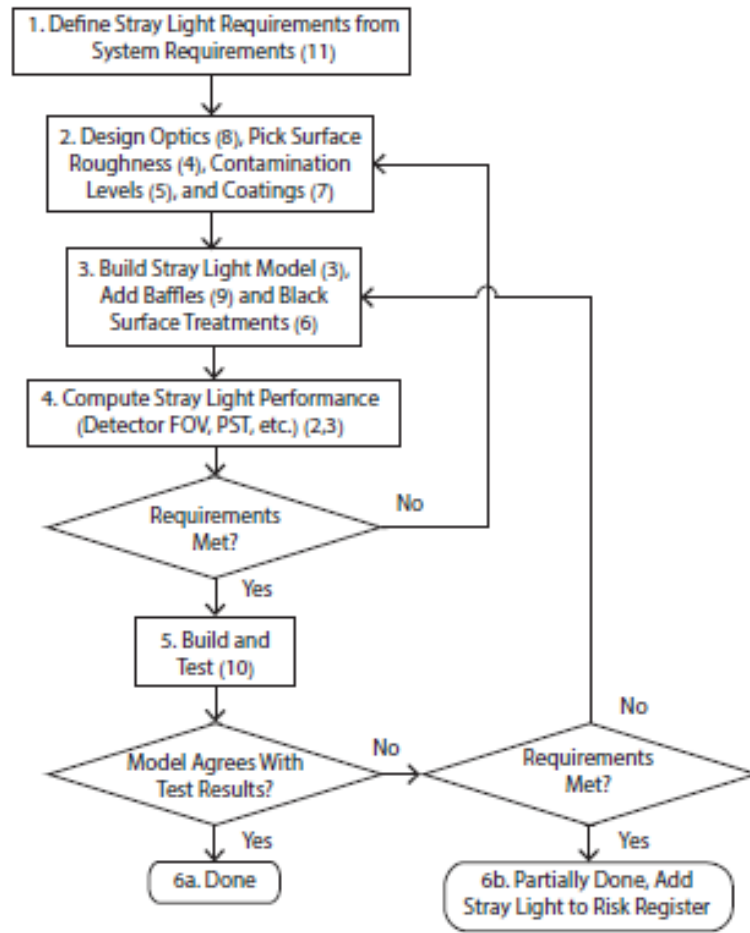 1. Define Stray Light Requirements from
System Requirements (11)
2. Design Optics (8), Pick Surface
Roughness (4), Contamination
Levels (5), and Coatings (7)
3. Build Stray Light Model (3),
Add Baffles (9) and Black
Surface Treatments (6)
4. Compute Stray Light Performance
(Detector FOV, PST, etc.) (2,3)
Requirements
Met?
No
Yes
5. Build and
Test (10)
Model Agrees With
Test Results?
No
Yes
Requirements
Met?
No
Yes
6a. Done
6b. Partially Done, Add
Stray Light to Risk Register